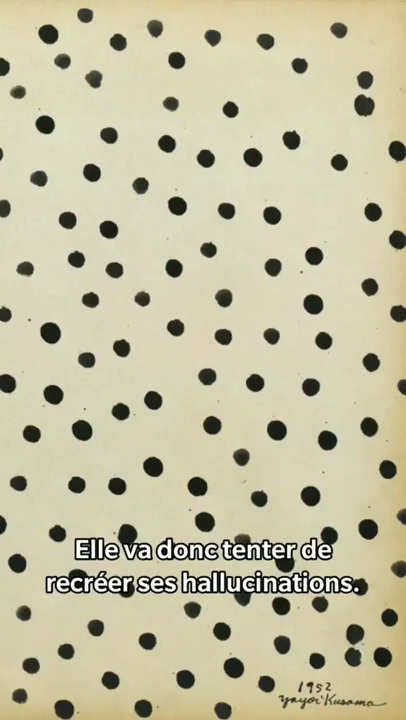 Elle va donc tenter de
recréer ses hallucinations.
1952
Yayoi Kusama